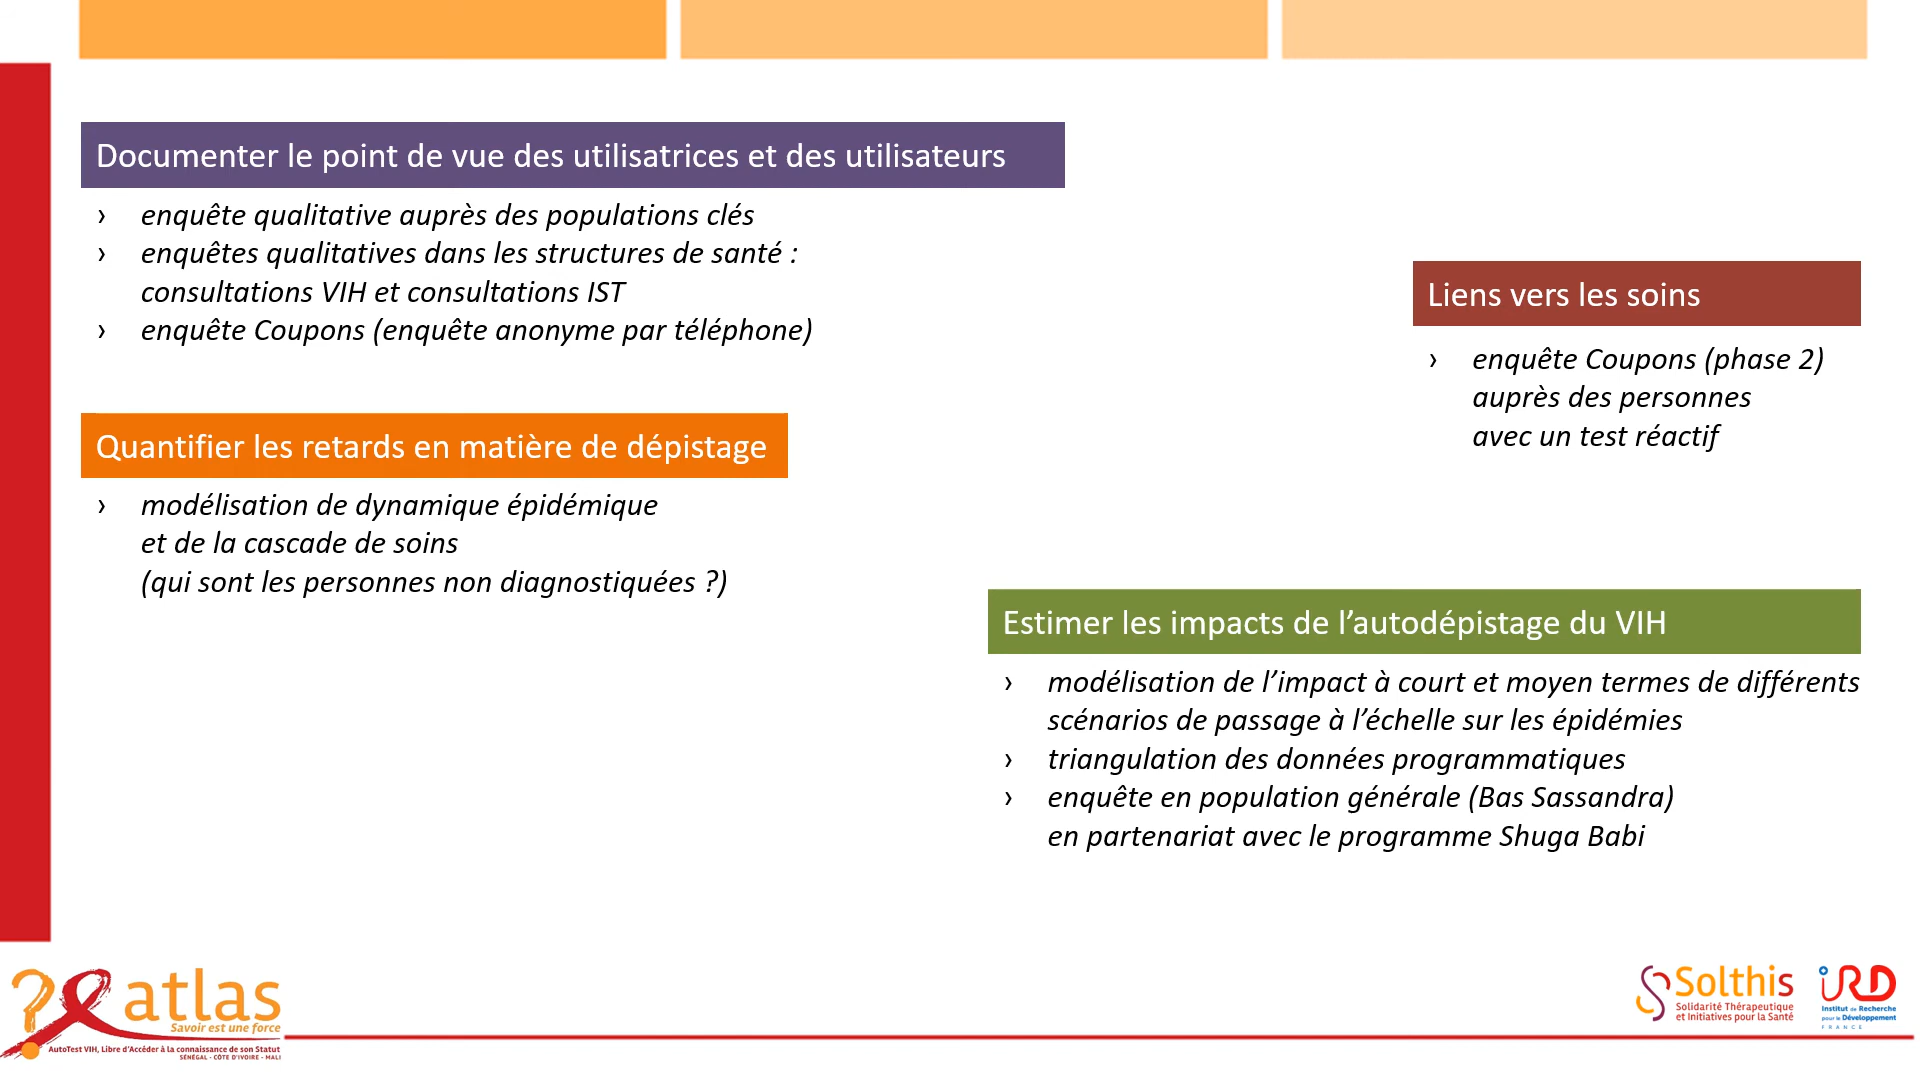 Documenter le point de vue des utilisatrices et des utilisateurs
› enquête qualitative auprès des populations clés
› enquêtes qualitatives dans les structures de santé :
consultations VIH et consultations IST
› enquête Coupons (enquête anonyme par téléphone)
Quantifier les retards en matière de dépistage
› modélisation de dynamique épidémique
et de la cascade de soins
(qui sont les personnes non diagnostiquées ?)
Liens vers les soins
› enquête Coupons (phase 2)
auprès des personnes
avec un test réactif
Estimer les impacts de l’autodépistage du VIH
› modélisation de l’impact à court et moyen termes de différents
scénarios de passage à l’échelle sur les épidémies
› triangulation des données programmatiques
› enquête en population générale (Bas Sassandra)
en partenariat avec le programme Shuga Babi
atlas
Savoir est une force
AutoTest VIH, Libre d'Accéder à la connaissance de son Statut
SÉNÉGAL - CÔTE D'IVOIRE - MALI
Solthis
Solidarité Thérapeutique
et Initiatives pour la Santé
IRD
Institut de Recherche
pour le Développement
FRANCE